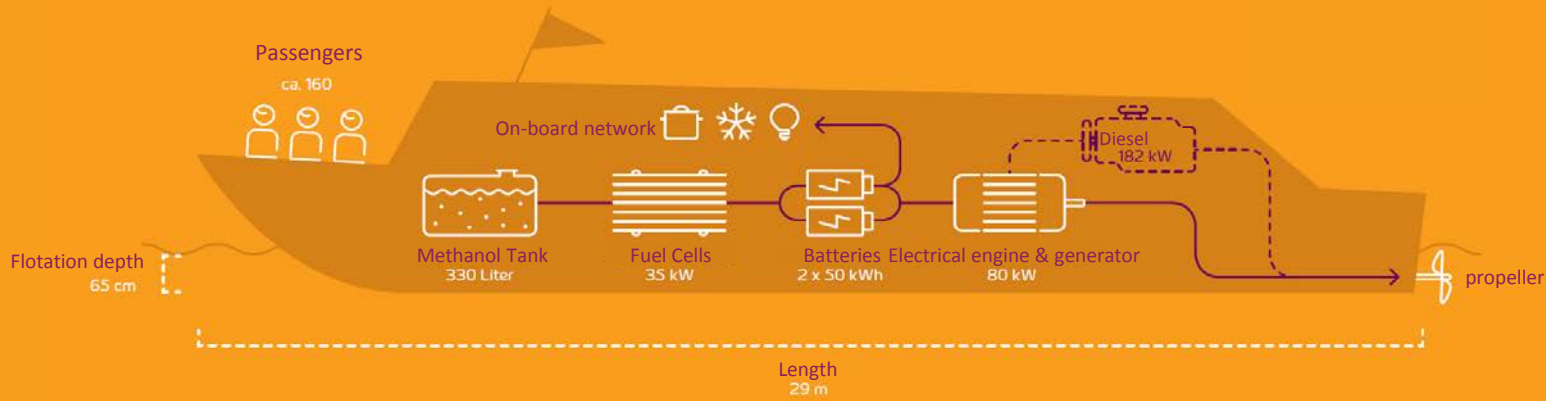 Passengers
ca. 160
On-board network
Diesel
182 kW
Methanol Tank
330 Liter
Fuel Cells
35 kW
Batteries
2 x 50 kWh
Electrical engine & generator
80 kW
Flotation depth
65 cm
propeller
Length
29 m